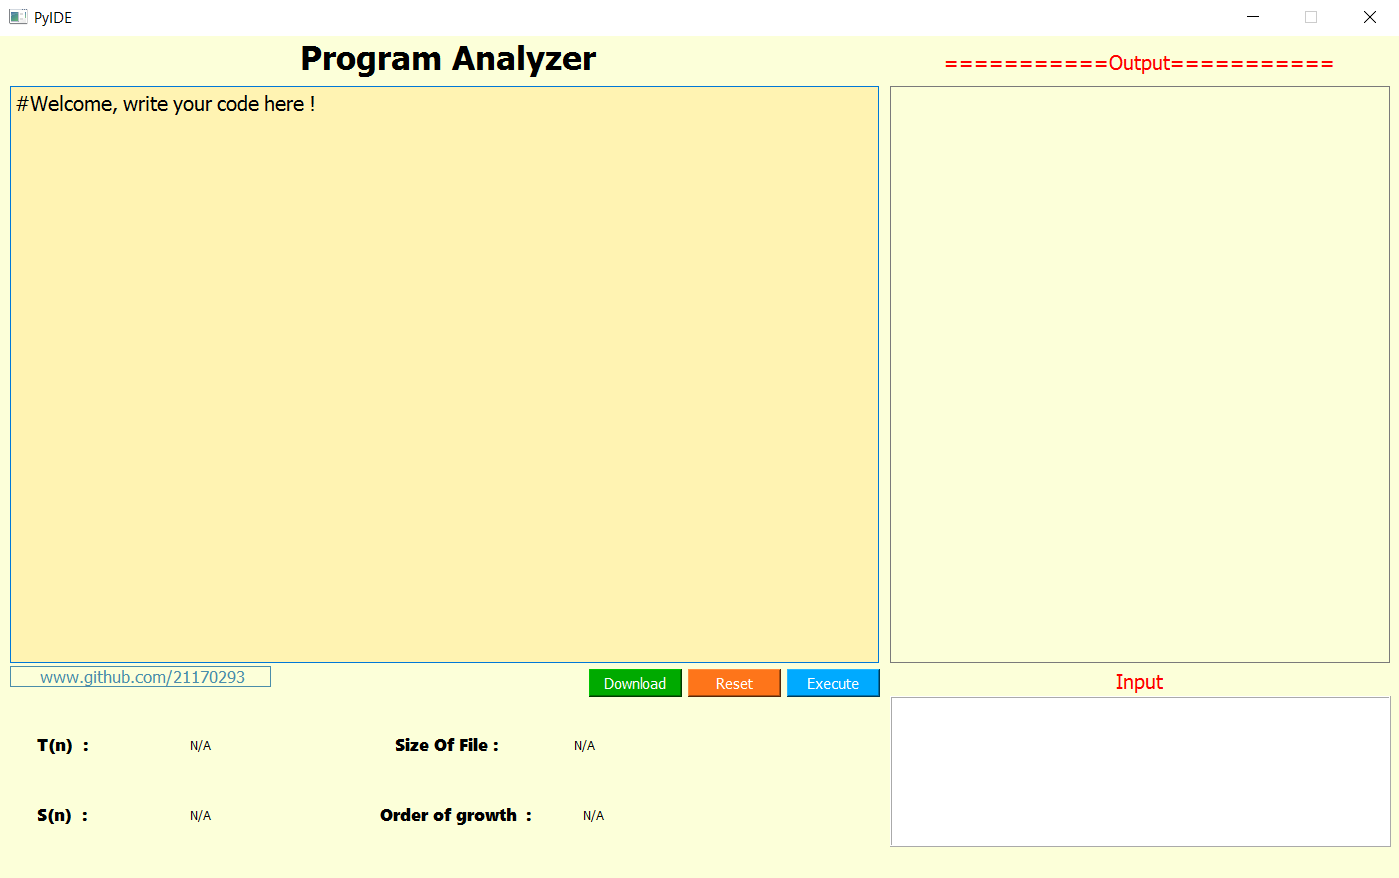 PyIDE
Program Analyzer
===========Output===========
#Welcome, write your code here !
www.github.com/21170293
Download
Reset
Execute
Input
T(n) :
N/A
Size Of File :
N/A
S(n) :
N/A
Order of growth :
N/A